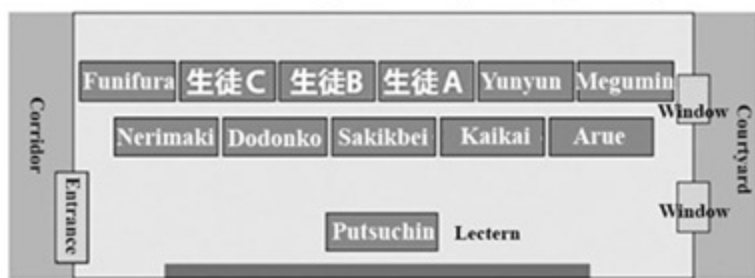 Funifura 生徒C 生徒B 生徒A Yunyun Megumin
Window
Corridor
Courtyard
Nerimaki Dodonko Sakikbei Kaikai Arue
Entrance
Window
Putsuchin Lectern